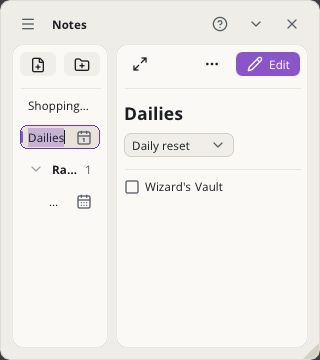 Notes
Edit
Shopping...
Dailies
Ra... 1
...
Dailies
Daily reset
Wizard's Vault